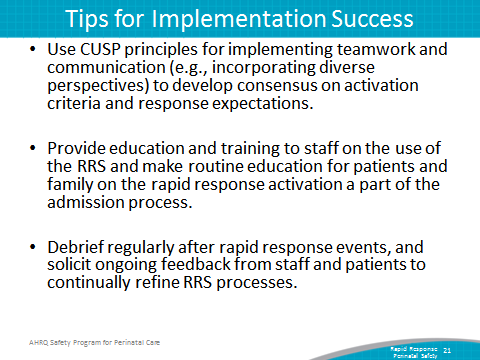 Tips for Implementation Success
• Use CUSP principles for implementing teamwork and
communication (e.g., incorporating diverse
perspectives) to develop consensus on activation
criteria and response expectations.
• Provide education and training to staff on the use of
the RRS and make routine education for patients and
family on the rapid response activation a part of the
admission process.
• Debrief regularly after rapid response events, and
solicit ongoing feedback from staff and patients to
continually refine RRS processes.
AHRQ Safety Program for Perinatal Care
Rapid Response 21
Perinatal Safety